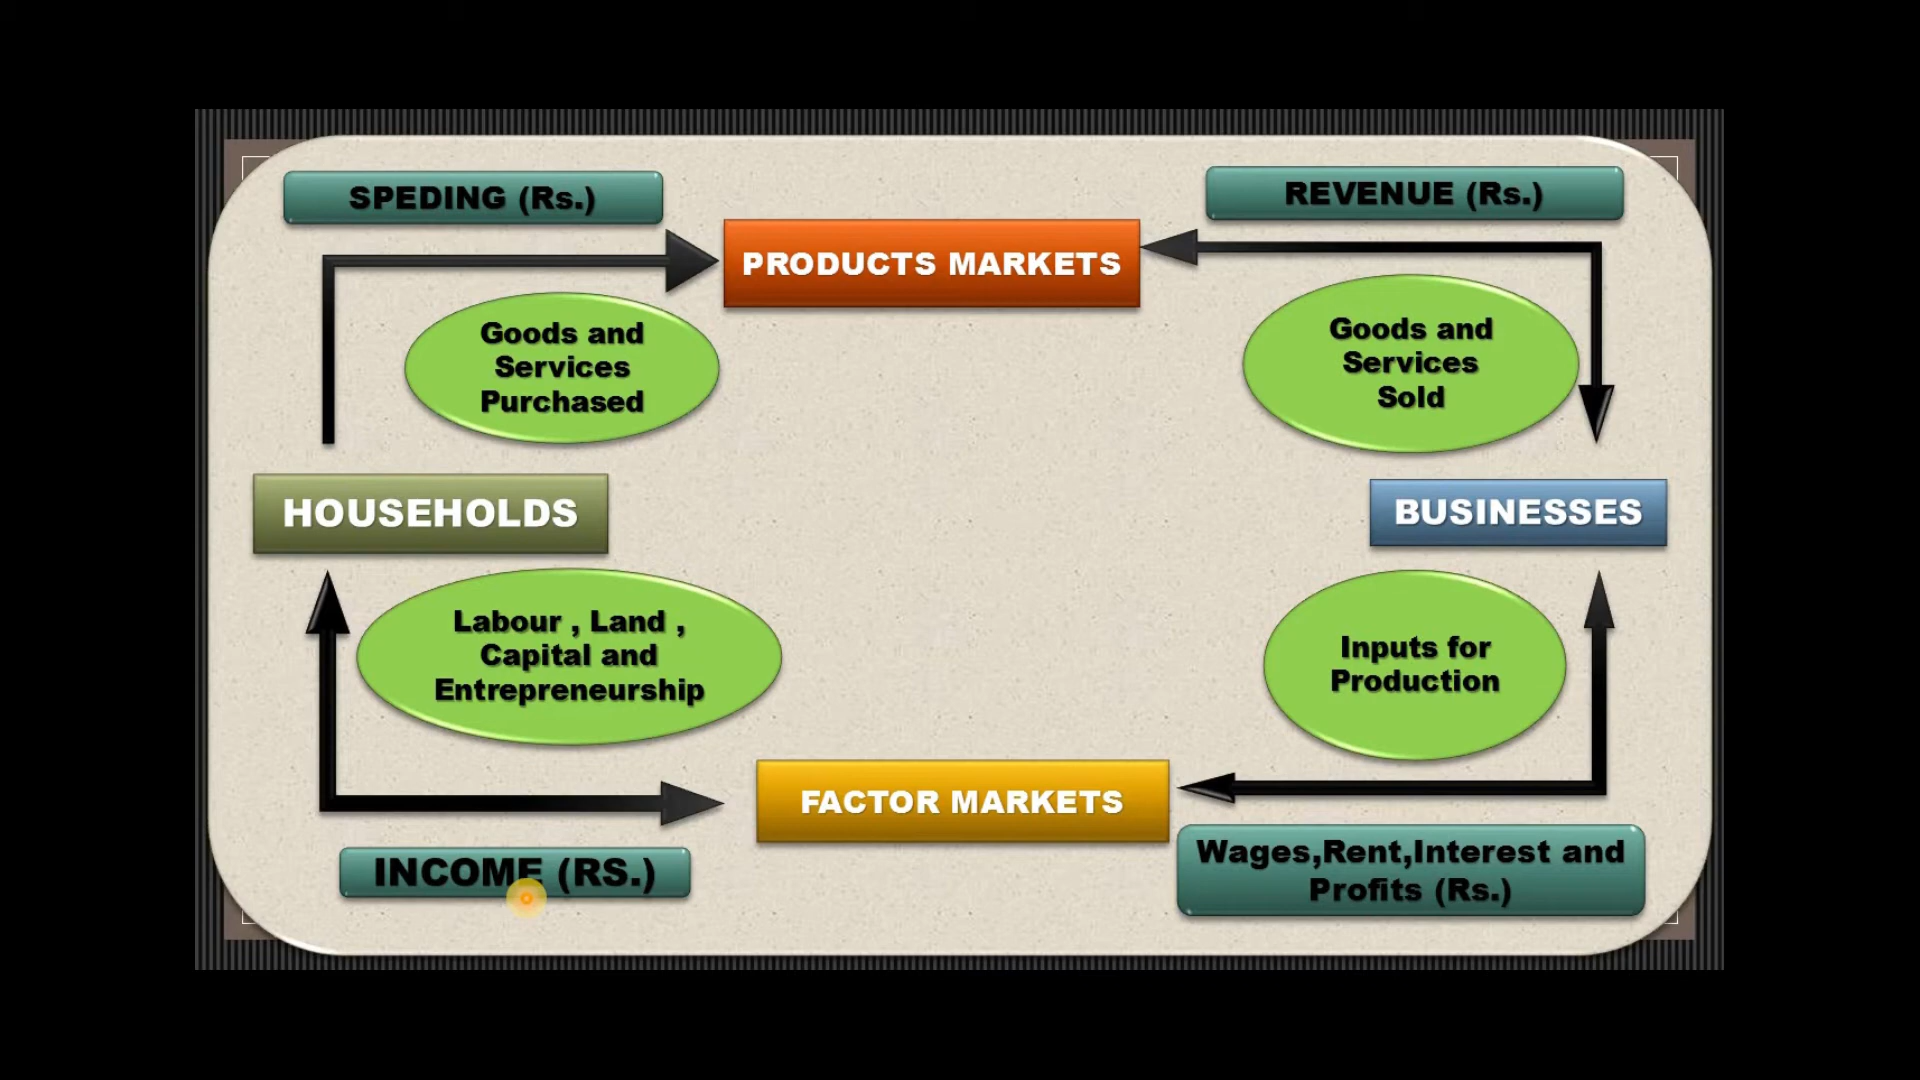 SPEDING (Rs.)
REVENUE (Rs.)
PRODUCTS MARKETS
Goods and
Services
Purchased
Goods and
Services
Sold
HOUSEHOLDS
BUSINESSES
Labour , Land ,
Capital and
Entrepreneurship
Inputs for
Production
FACTOR MARKETS
INCOME (RS.)
Wages,Rent,Interest and
Profits (Rs.)